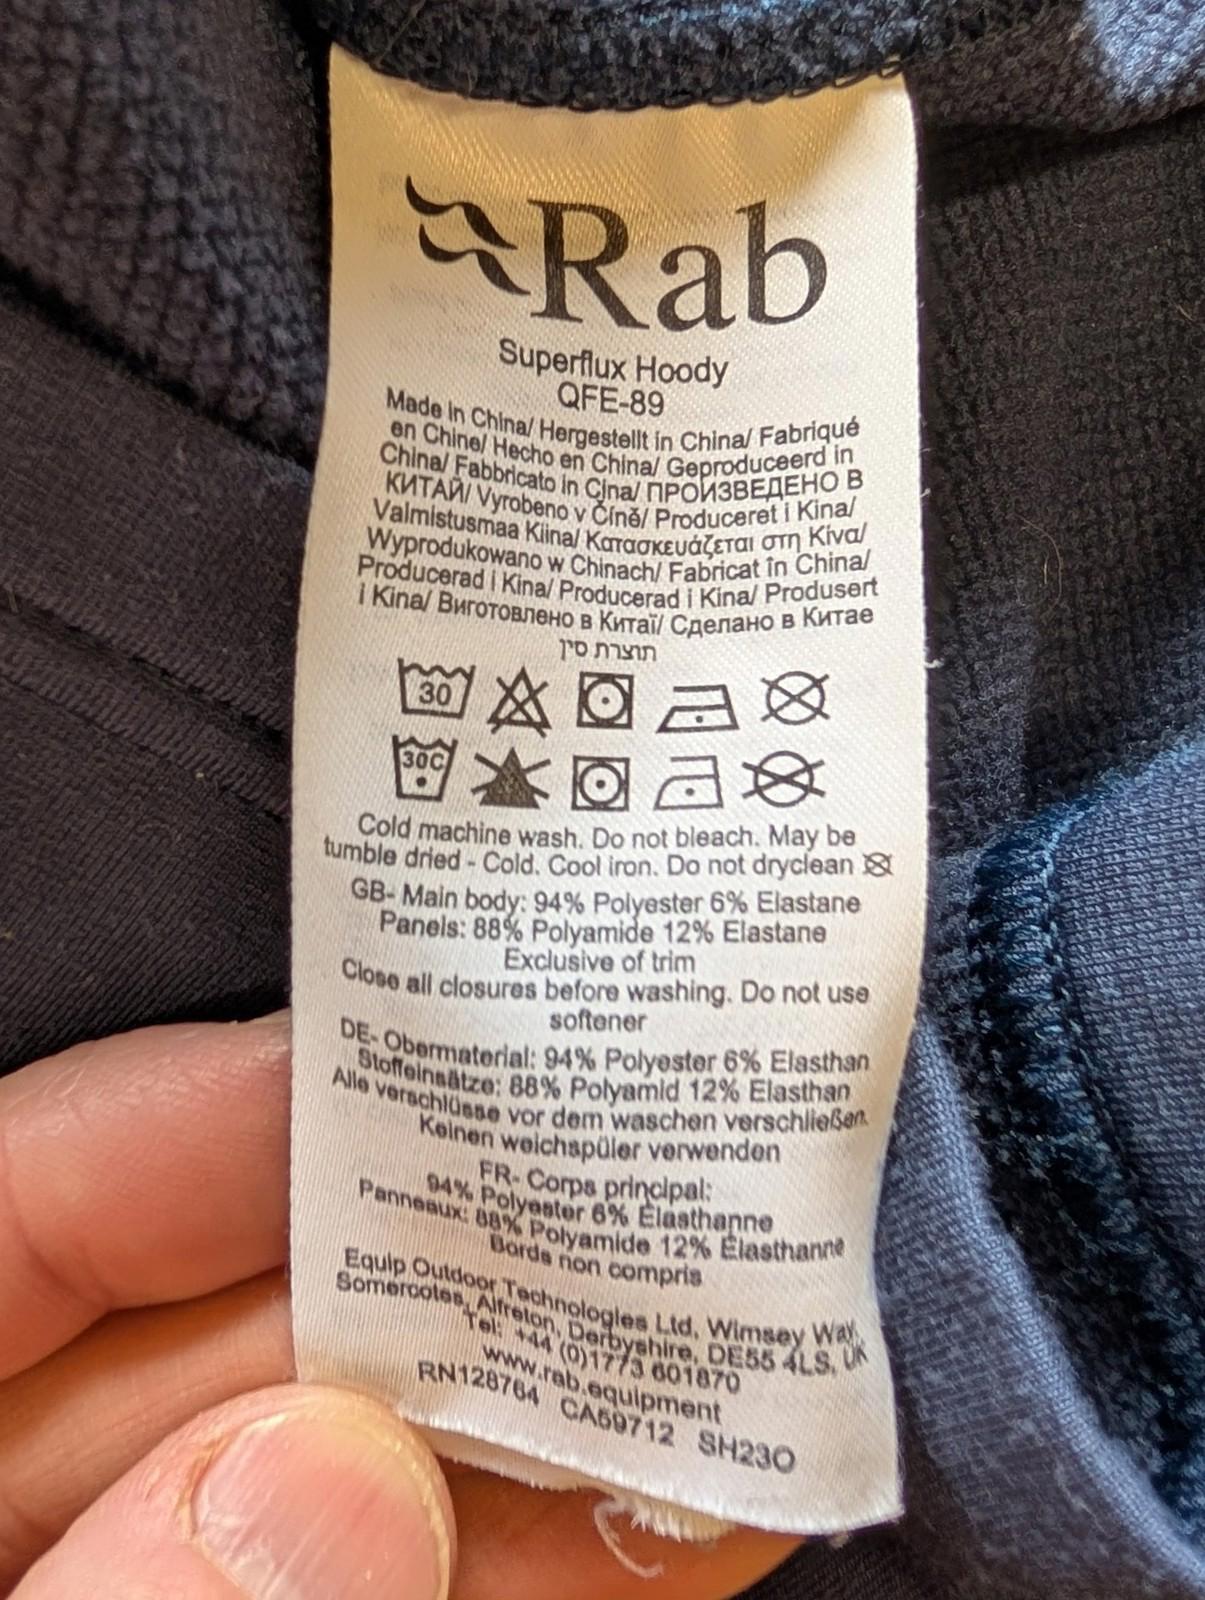 Rab
Superflux Hoody
QFE-89
Made in China/ Hergestellt in China/ Fabriqué
en Chine/ Hecho en China/ Geproduceerd in
China/ Fabbricato in Cina/ ПРОИЗВЕДЕНО В
КИТАЙ/ Vyrobeno v Číně/ Produceret i Kina/
Valmistusmaa Kiina/ Κατασκευάζεται στη Κίνα/
Wyprodukowano w Chinach/ Fabricat în China/
Producerad i Kina/ Producerad i Kina/ Produsert
i Kina/ Виготовлено в Китаї/ Сделано в Китае
תוצרת סין
30
30C
Cold machine wash. Do not bleach. May be
tumble dried - Cold. Cool iron. Do not dryclean
GB- Main body: 94% Polyester 6% Elastane
Panels: 88% Polyamide 12% Elastane
Exclusive of trim
Close all closures before washing. Do not use
softener
DE- Obermaterial: 94% Polyester 6% Elasthan
Stoffeinsätze: 88% Polyamid 12% Elasthan
Alle verschlüsse vor dem waschen verschließen.
Keinen weichspüler verwenden
FR- Corps principal:
94% Polyester 6% Élasthanne
Panneaux: 88% Polyamide 12% Élasthanne
Bords non compris
Equip Outdoor Technologies Ltd, Wimsey Way,
Somercotes, Alfreton, Derbyshire, DE55 4LS, UK
Tel: +44 (0)1773 601870
www.rab.equipment
RN128764 CA59712 SH23O